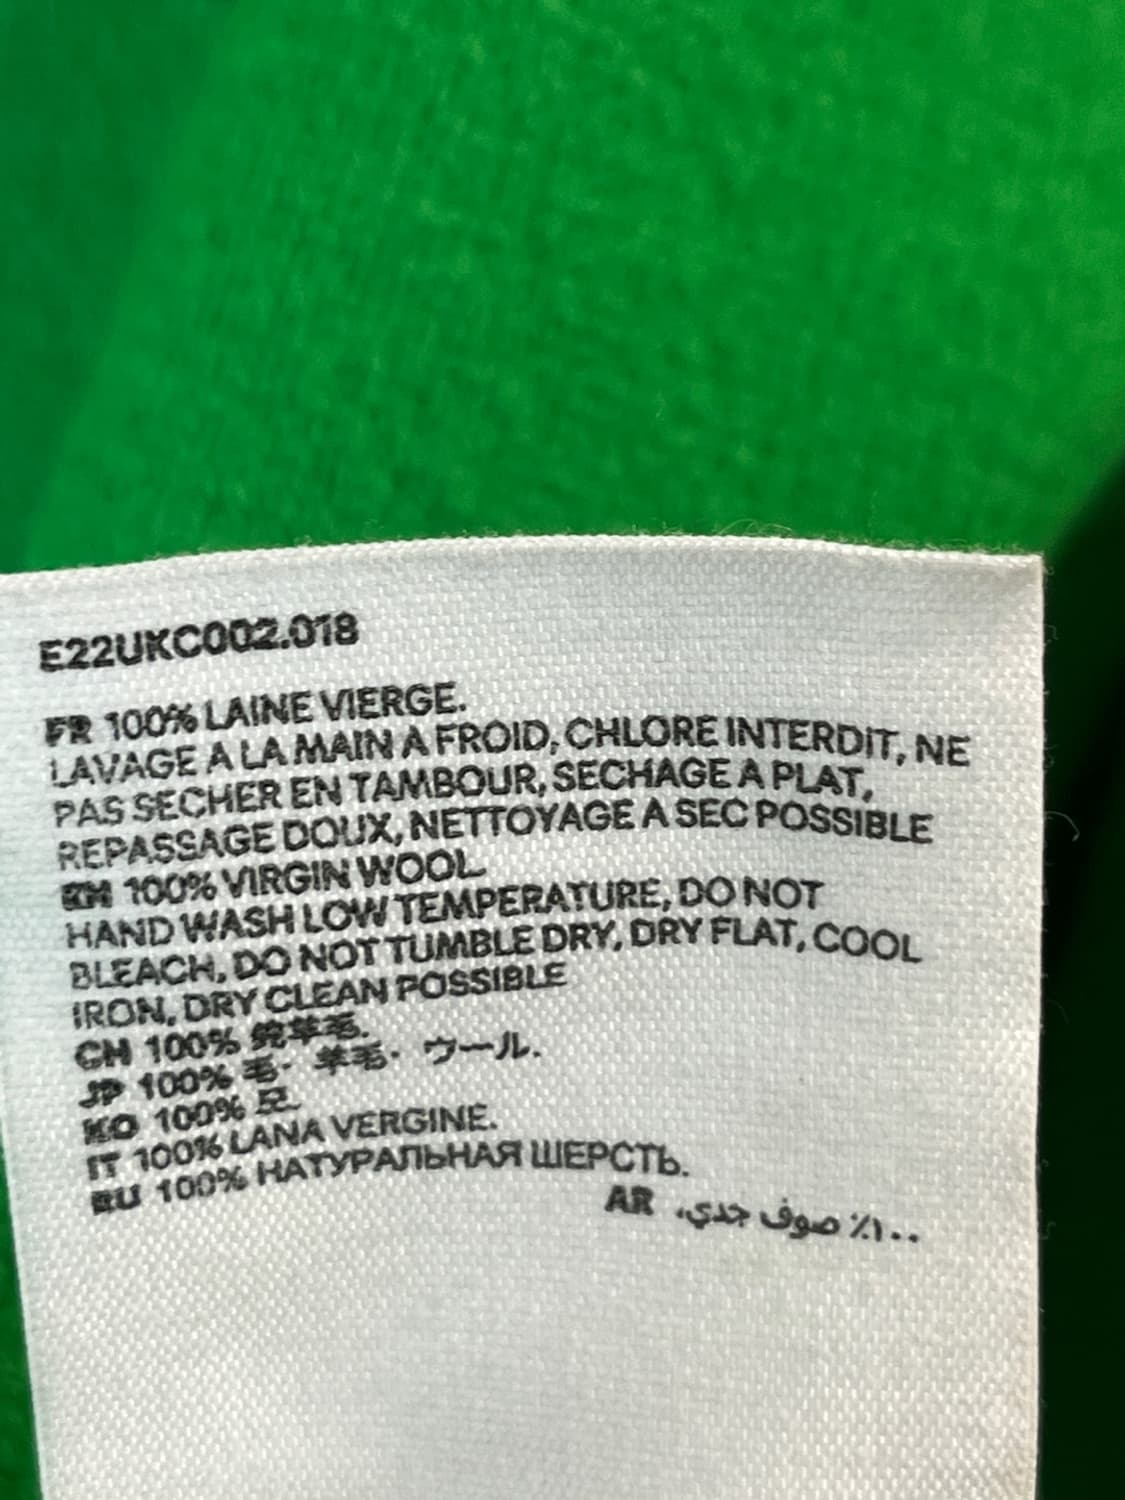 E22UKC002.018
FR 100% LAINE VIERGE.
LAVAGE A LA MAIN A FROID, CHLORE INTERDIT, NE
PAS SECHER EN TAMBOUR, SECHAGE A PLAT,
REPASSAGE DOUX, NETTOYAGE A SEC POSSIBLE
EN 100% VIRGIN WOOL
HAND WASH LOW TEMPERATURE, DO NOT
BLEACH, DO NOT TUMBLE DRY, DRY FLAT, COOL
IRON, DRY CLEAN POSSIBLE
CH 100% 羊毛.
JP 100% 毛· 羊毛· ウール.
KO 100% 모.
IT 100% LANA VERGINE.
RU 100% НАТУРАЛЬНАЯ ШЕРСТЬ.
AR ١٠٠٪ صوف جدي.